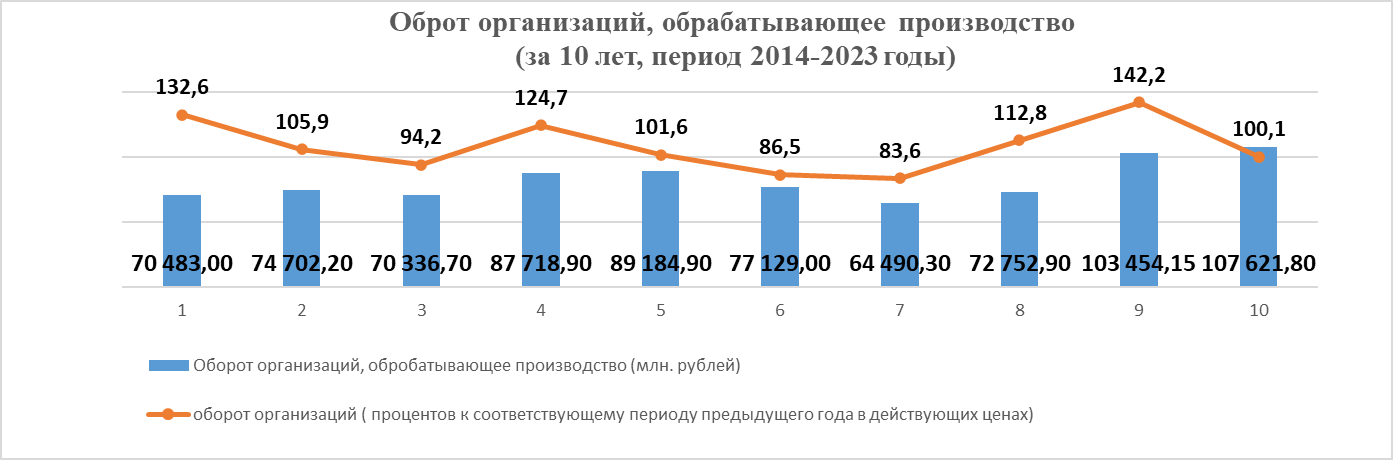 Оброт организаций, обрабатывающее производство
(за 10 лет, период 2014-2023 годы)
132,6 105,9 94,2 124,7 101,6 86,5 83,6 112,8 142,2 100,1
70 483,00 74 702,20 70 336,70 87 718,90 89 184,90 77 129,00 64 490,30 72 752,90 103 454,15 107 621,80
1 2 3 4 5 6 7 8 9 10
Оборот организаций, обробатывающее производство (млн. рублей)
оборот организаций ( процентов к соответствующему периоду предыдущего года в действующих ценах)